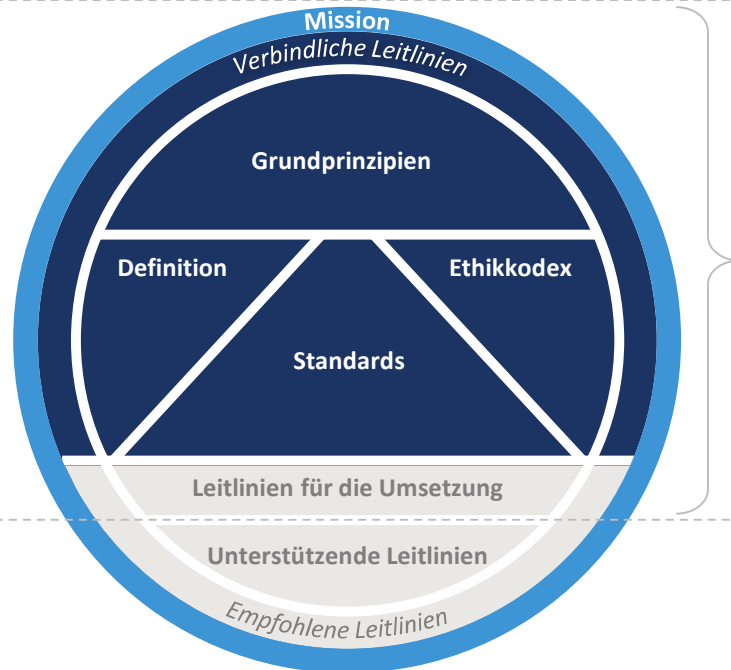 Mission
Verbindliche Leitlinien
Grundprinzipien
Definition
Ethikkodex
Standards
Leitlinien für die Umsetzung
Unterstützende Leitlinien
Empfohlene Leitlinien